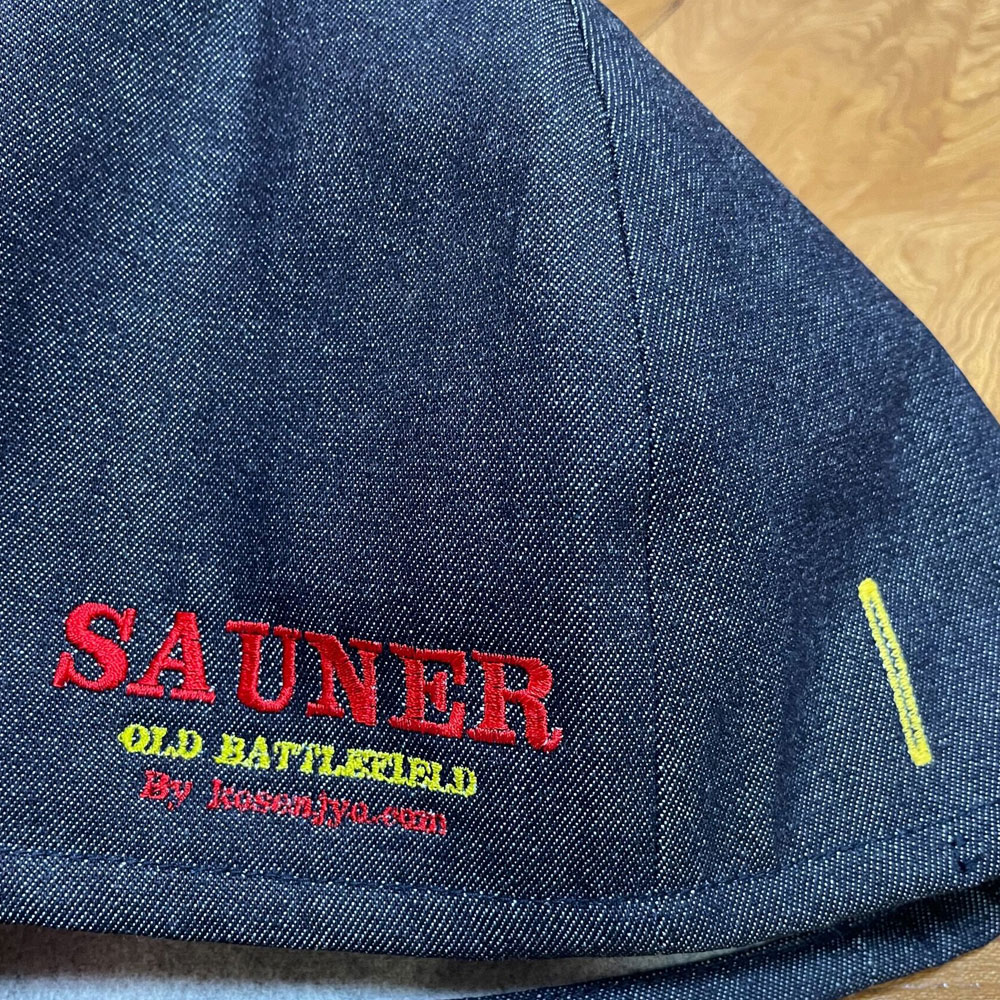 SAUNER
OLD BATTLEFIELD
By kosenjyo.com